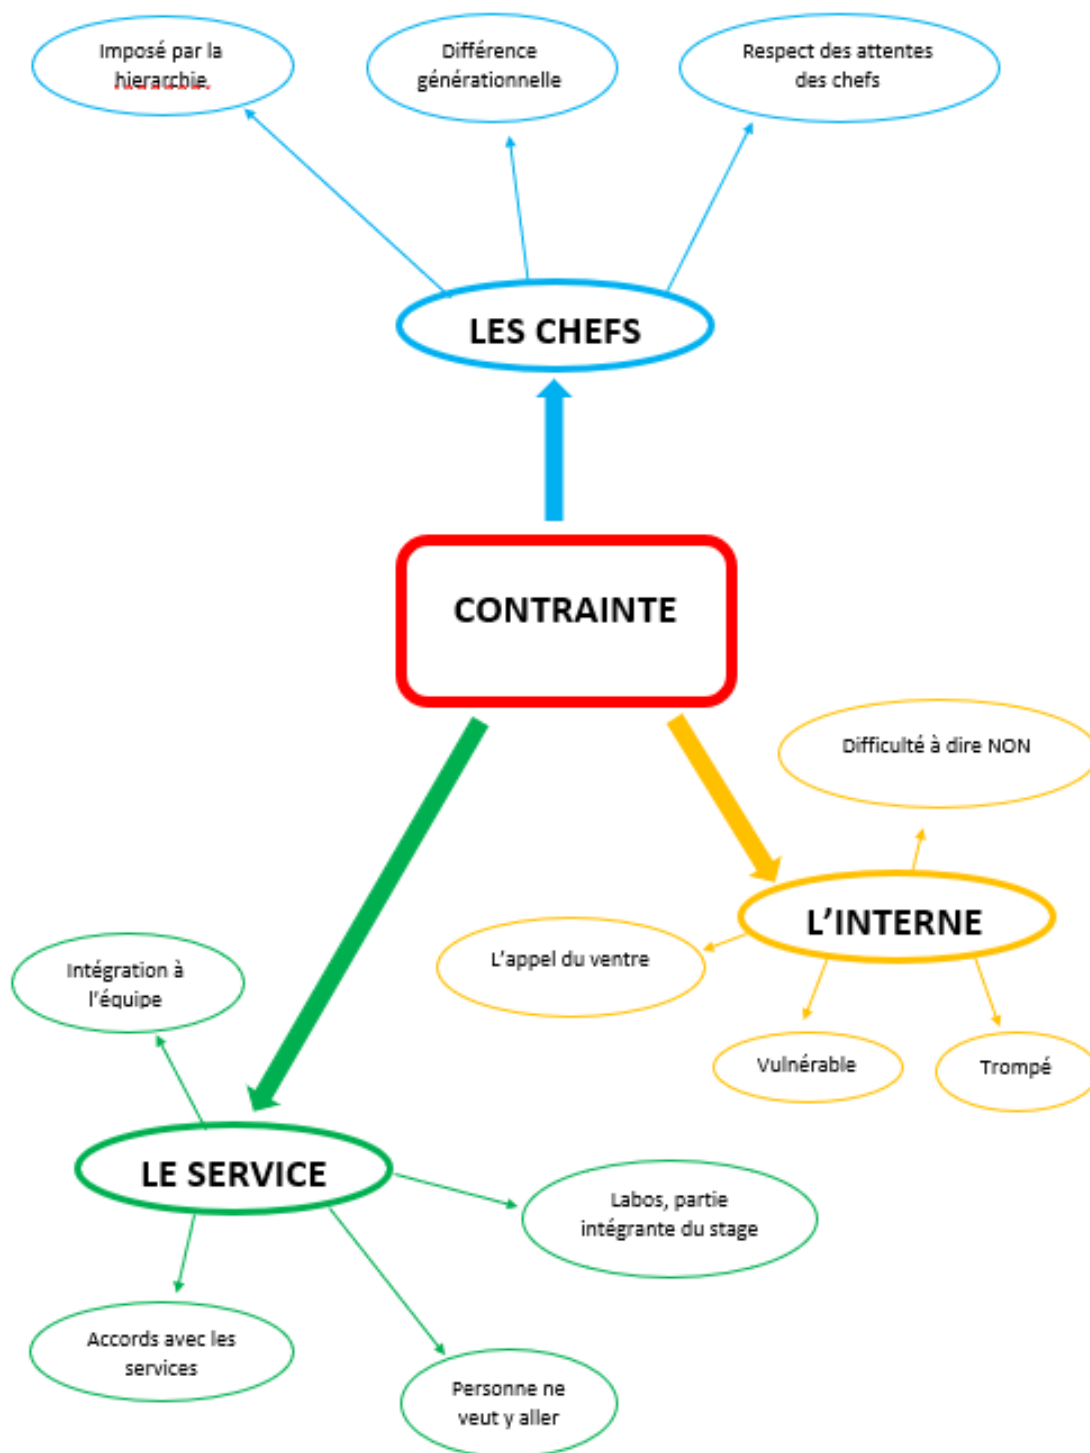 Imposé par la
hierarchie.
Différence
générationnelle
Respect des attentes
des chefs
LES CHEFS
CONTRAINTE
Difficulté à dire NON
L'INTERNE
L'appel du ventre
Vulnérable
Trompé
Intégration à
l'équipe
LE SERVICE
Labos, partie
intégrante du stage
Accords avec les
services
Personne ne
veut y aller